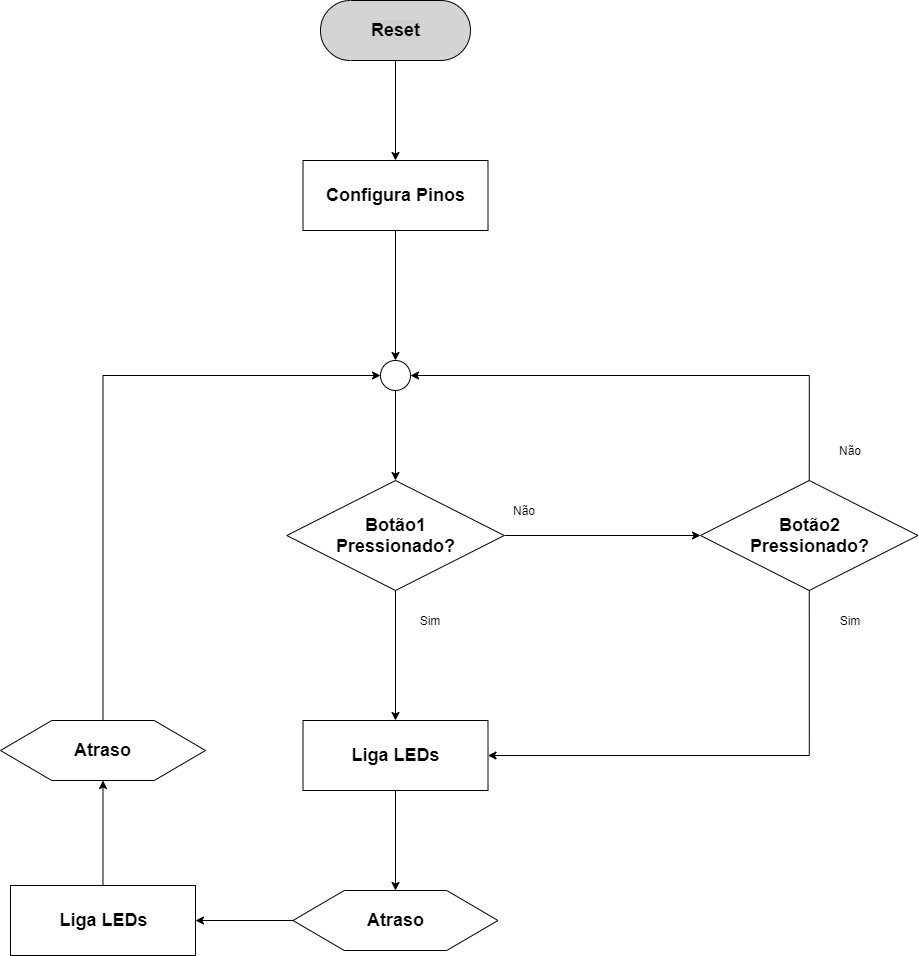 Reset
Configura Pinos
Não
Botão1
Pressionado?
Não
Botão2
Pressionado?
Sim
Sim
Atraso
Liga LEDs
Liga LEDs
Atraso